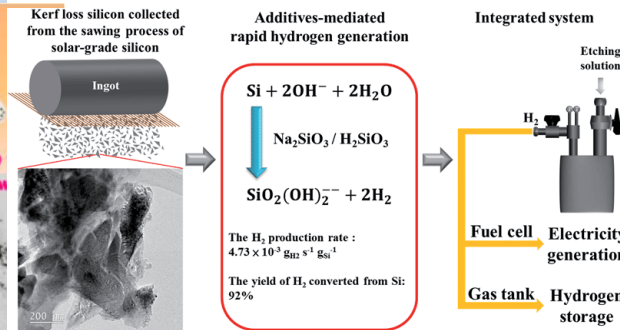 Kerf loss silicon collected
from the sawing process of
solar-grade silicon
Ingot
200
Additives-mediated
rapid hydrogen generation
Si + 2OH⁻ + 2H₂O
Na₂SiO₃ / H₂SiO₃
SiO₂(OH)₂⁻⁻ + 2H₂
The H₂ production rate :
4.73 x 10⁻³ g_H2 s⁻¹ g_Si⁻¹
The yield of H₂ converted from Si:
92%
Integrated system
Etching
solution
H₂
Fuel cell
Electricity
generation
Gas tank
Hydrogen
storage